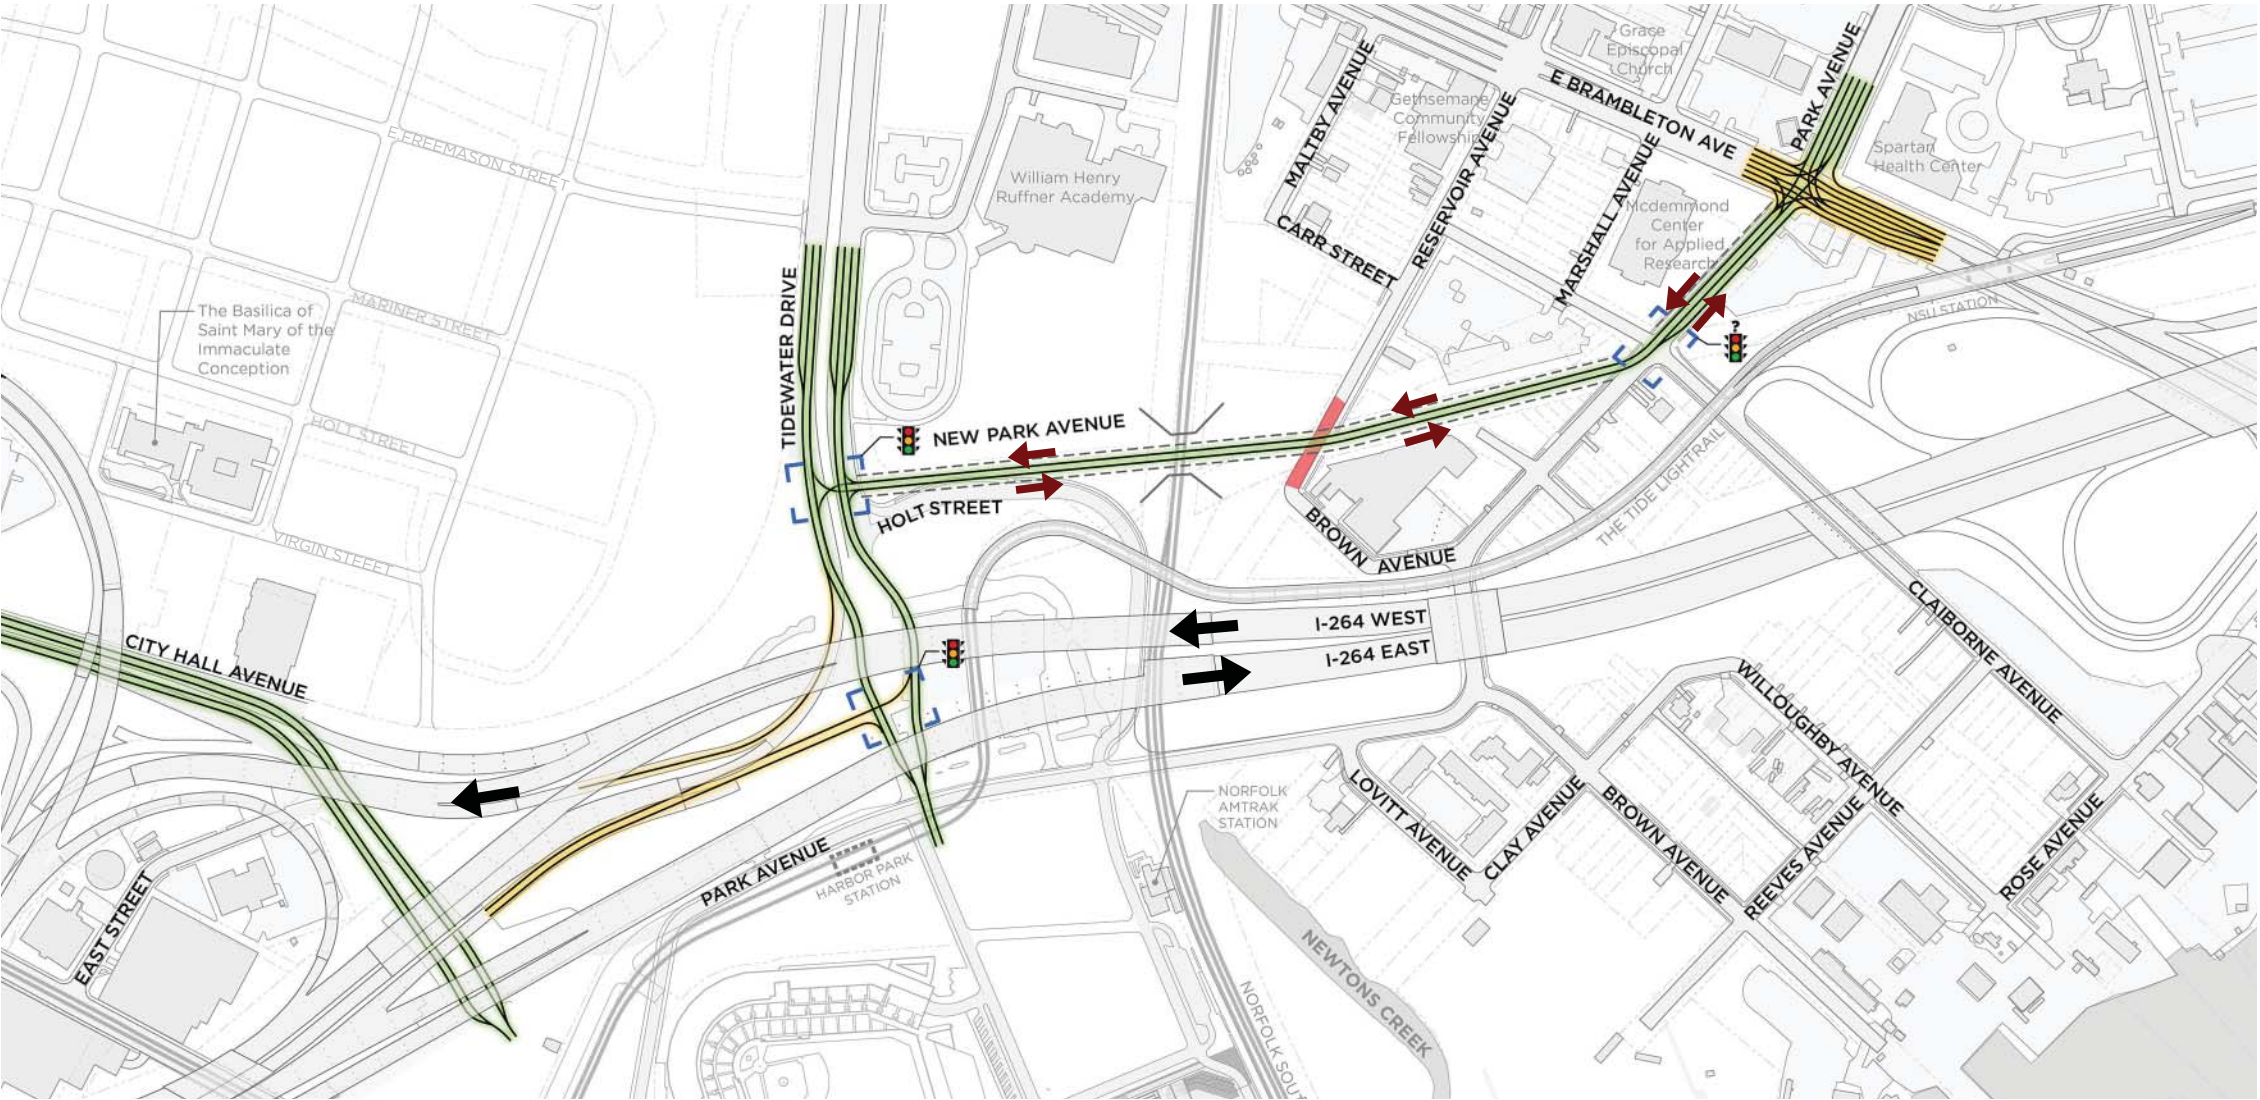 Grace
Episcopal
Church
PARK AVENUE
MALTBY AVENUE
E BRAMBLETON AVE
Gethsemane
Community
Fellowship
RESERVOIR AVENUE
MARSHALL AVENUE
Spartan
Health Center
E FREEMASON STREET
William Henry
Ruffner Academy
Mcdemmond
Center
for Applied
Research
CARR STREET
TIDEWATER DRIVE
MARINER STREET
The Basilica of
Saint Mary of the
Immaculate
Conception
NSU STATION
?
HOLT STREET
NEW PARK AVENUE
HOLT STREET
THE TIDE LIGHTRAIL
VIRGIN STFEET
BROWN AVENUE
I-264 WEST
I-264 EAST
CLAIBORNE AVENUE
CITY HALL AVENUE
WILLOUGHBY AVENUE
LOVITT AVENUE
CLAY AVENUE
BROWN AVENUE
REEVES AVENUE
ROSE AVENUE
NORFOLK
AMTRAK
STATION
PARK AVENUE
HARBOR PARK
STATION
EAST STREET
NEWTONS CREEK
NORFOLK SOUT